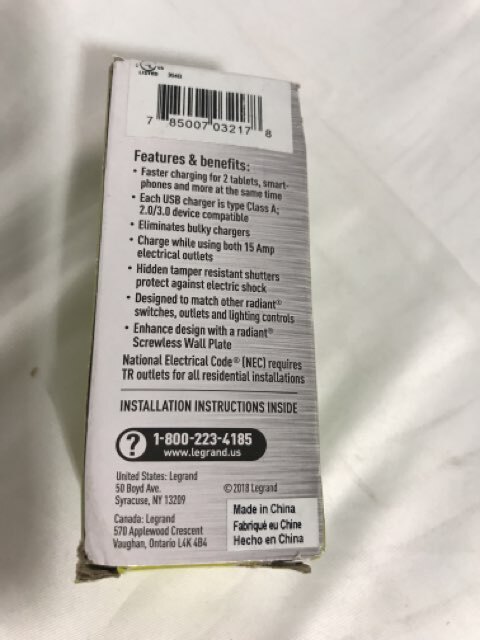 LISTED
7 85007 03217 8
Features & benefits:
• Faster charging for 2 tablets, smart-
phones and more at the same time
• Each USB charger is type Class A;
2.0/3.0 device compatible
• Eliminates bulky chargers
• Charge while using both 15 Amp
electrical outlets
• Hidden tamper resistant shutters
protect against electric shock
• Designed to match other radiant®
switches, outlets and lighting controls
• Enhance design with a radiant®
Screwless Wall Plate
National Electrical Code® (NEC) requires
TR outlets for all residential installations
INSTALLATION INSTRUCTIONS INSIDE
? 1-800-223-4185
www.legrand.us
United States: Legrand
50 Boyd Ave.
Syracuse, NY 13209
©2018 Legrand
Canada: Legrand
570 Applewood Crescent
Vaughan, Ontario L4K 4B4
Made in China
Fabriqué eu Chine
Hecho en China